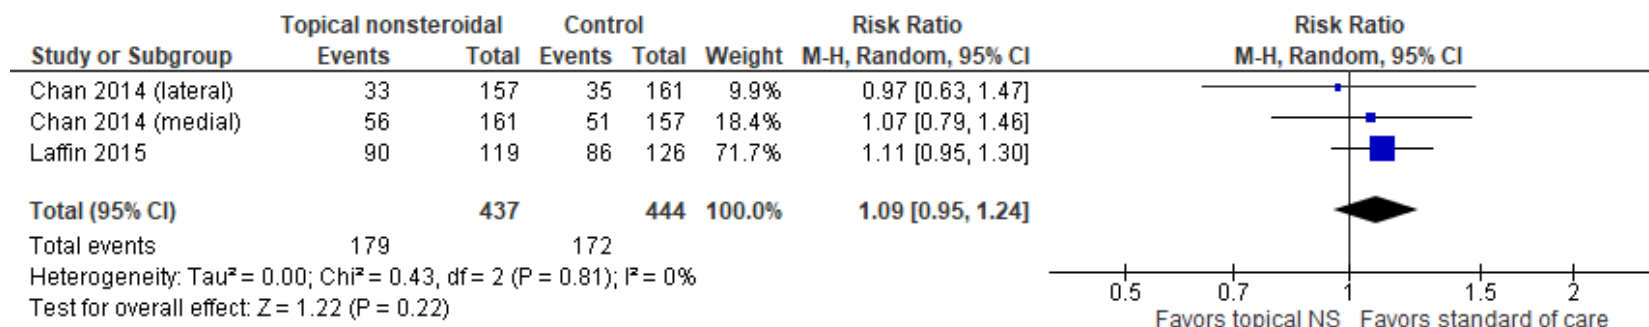 Topical nonsteroidal Control Risk Ratio Risk Ratio
Study or Subgroup Events Total Events Total Weight M-H, Random, 95% CI M-H, Random, 95% CI
Chan 2014 (lateral) 33 157 35 161 9.9% 0.97 [0.63, 1.47]
Chan 2014 (medial) 56 161 51 157 18.4% 1.07 [0.79, 1.46]
Laffin 2015 90 119 86 126 71.7% 1.11 [0.95, 1.30]
Total (95% CI) 437 444 100.0% 1.09 [0.95, 1.24]
Total events 179 172
Heterogeneity: Tau² = 0.00; Chi² = 0.43, df = 2 (P = 0.81); I² = 0%
Test for overall effect: Z = 1.22 (P = 0.22)
0.5 0.7 1 1.5 2
Favors topical NS Favors standard of care